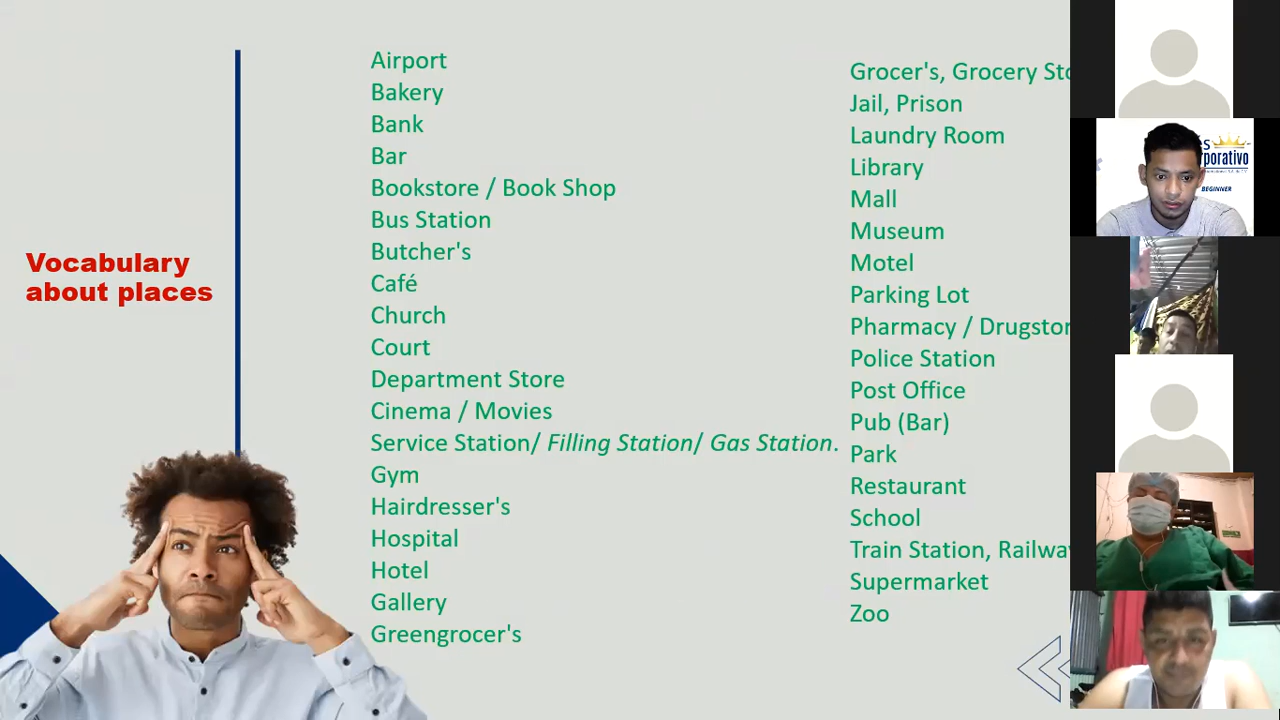 Vocabulary
about places
Airport
Bakery
Bank
Bar
Bookstore / Book Shop
Bus Station
Butcher's
Café
Church
Court
Department Store
Cinema / Movies
Service Station/ Filling Station/ Gas Station.
Gym
Hairdresser's
Hospital
Hotel
Gallery
Greengrocer's
Grocer's, Grocery
Jail, Prison
Laundry Room
Library
Mall
Museum
Motel
Parking Lot
Pharmacy /
Police Station
Post Office
Pub (Bar)
Park
Restaurant
School
Train Station,
Supermarket
Zoo
BEGINNER